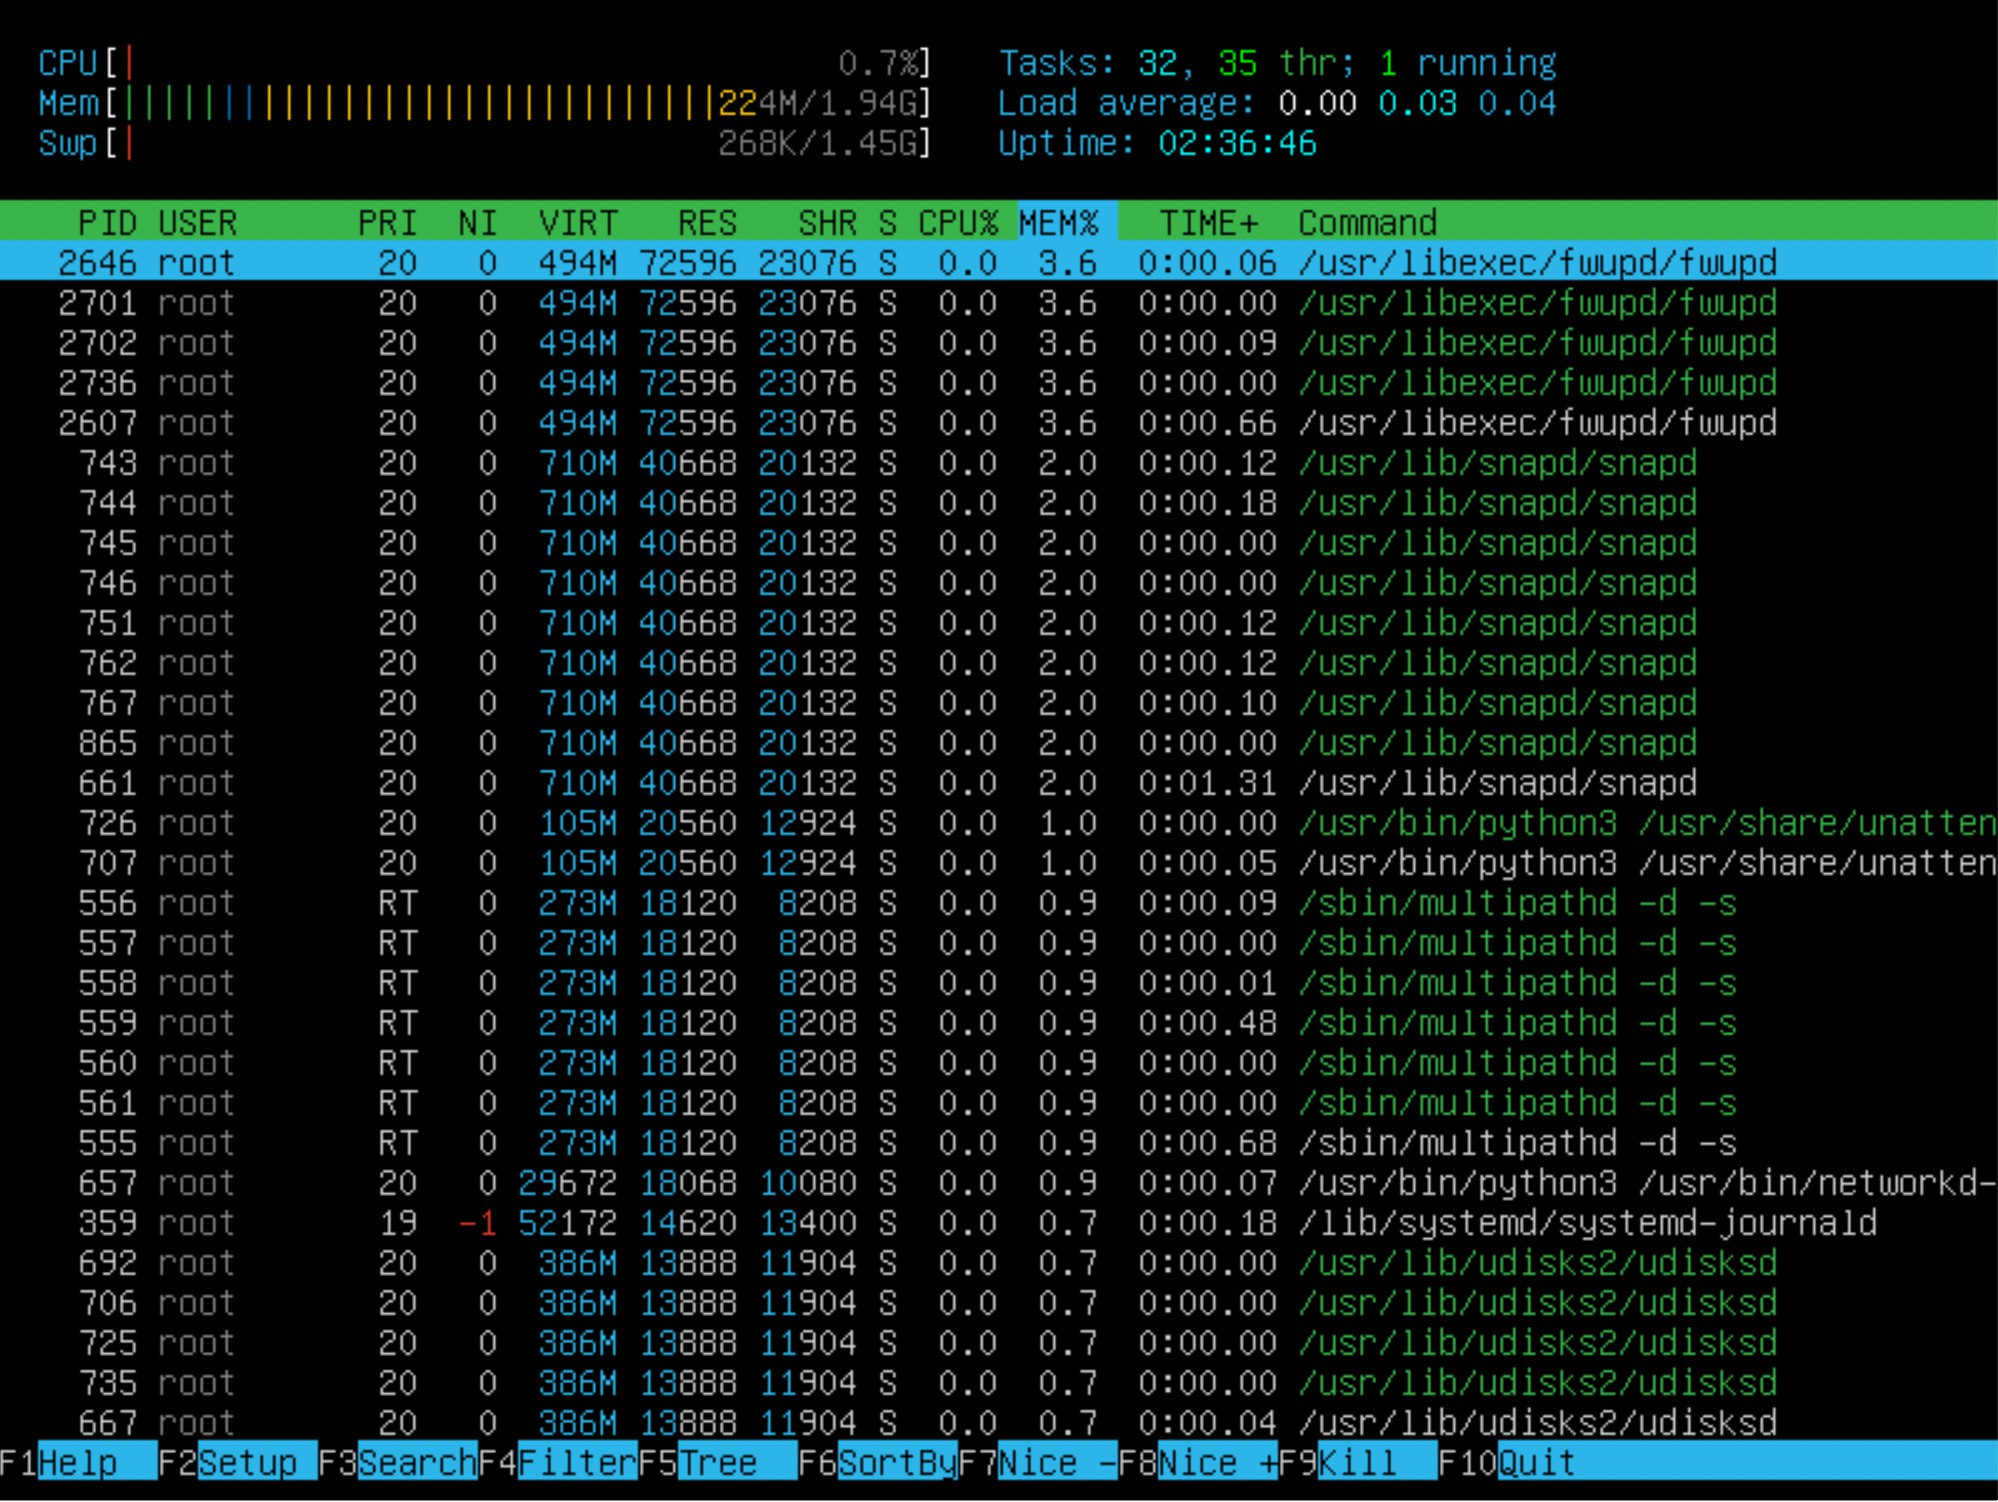 CPU[| 0.7%] Tasks: 32, 35 thr; 1 running
Mem[||||||||||||||||||||||||||||||224M/1.94G] Load average: 0.00 0.03 0.04
Swp[| 268K/1.45G] Uptime: 02:36:46
PID USER PRI NI VIRT RES SHR S CPU% MEM% TIME+ Command
2646 root 20 0 494M 72596 23076 S 0.0 3.6 0:00.06 /usr/libexec/fwupd/fwupd
2701 root 20 0 494M 72596 23076 S 0.0 3.6 0:00.00 /usr/libexec/fwupd/fwupd
2702 root 20 0 494M 72596 23076 S 0.0 3.6 0:00.09 /usr/libexec/fwupd/fwupd
2736 root 20 0 494M 72596 23076 S 0.0 3.6 0:00.00 /usr/libexec/fwupd/fwupd
2607 root 20 0 494M 72596 23076 S 0.0 3.6 0:00.66 /usr/libexec/fwupd/fwupd
743 root 20 0 710M 40668 20132 S 0.0 2.0 0:00.12 /usr/lib/snapd/snapd
744 root 20 0 710M 40668 20132 S 0.0 2.0 0:00.18 /usr/lib/snapd/snapd
745 root 20 0 710M 40668 20132 S 0.0 2.0 0:00.00 /usr/lib/snapd/snapd
746 root 20 0 710M 40668 20132 S 0.0 2.0 0:00.00 /usr/lib/snapd/snapd
751 root 20 0 710M 40668 20132 S 0.0 2.0 0:00.12 /usr/lib/snapd/snapd
762 root 20 0 710M 40668 20132 S 0.0 2.0 0:00.12 /usr/lib/snapd/snapd
767 root 20 0 710M 40668 20132 S 0.0 2.0 0:00.10 /usr/lib/snapd/snapd
865 root 20 0 710M 40668 20132 S 0.0 2.0 0:00.00 /usr/lib/snapd/snapd
661 root 20 0 710M 40668 20132 S 0.0 2.0 0:01.31 /usr/lib/snapd/snapd
726 root 20 0 105M 20560 12924 S 0.0 1.0 0:00.00 /usr/bin/python3 /usr/share/unatten
707 root 20 0 105M 20560 12924 S 0.0 1.0 0:00.05 /usr/bin/python3 /usr/share/unatten
556 root RT 0 273M 18120 8208 S 0.0 0.9 0:00.09 /sbin/multipathd -d -s
557 root RT 0 273M 18120 8208 S 0.0 0.9 0:00.00 /sbin/multipathd -d -s
558 root RT 0 273M 18120 8208 S 0.0 0.9 0:00.01 /sbin/multipathd -d -s
559 root RT 0 273M 18120 8208 S 0.0 0.9 0:00.48 /sbin/multipathd -d -s
560 root RT 0 273M 18120 8208 S 0.0 0.9 0:00.00 /sbin/multipathd -d -s
561 root RT 0 273M 18120 8208 S 0.0 0.9 0:00.00 /sbin/multipathd -d -s
555 root RT 0 273M 18120 8208 S 0.0 0.9 0:00.68 /sbin/multipathd -d -s
657 root 20 0 29672 18068 10080 S 0.0 0.9 0:00.07 /usr/bin/python3 /usr/bin/networkd-
359 root 19 -1 52172 14620 13400 S 0.0 0.7 0:00.18 /lib/systemd/systemd-journald
692 root 20 0 386M 13888 11904 S 0.0 0.7 0:00.00 /usr/lib/udisks2/udisksd
706 root 20 0 386M 13888 11904 S 0.0 0.7 0:00.00 /usr/lib/udisks2/udisksd
725 root 20 0 386M 13888 11904 S 0.0 0.7 0:00.00 /usr/lib/udisks2/udisksd
735 root 20 0 386M 13888 11904 S 0.0 0.7 0:00.00 /usr/lib/udisks2/udisksd
667 root 20 0 386M 13888 11904 S 0.0 0.7 0:00.04 /usr/lib/udisks2/udisksd
F1Help F2Setup F3SearchF4FilterF5Tree F6SortByF7Nice -F8Nice +F9Kill F10Quit